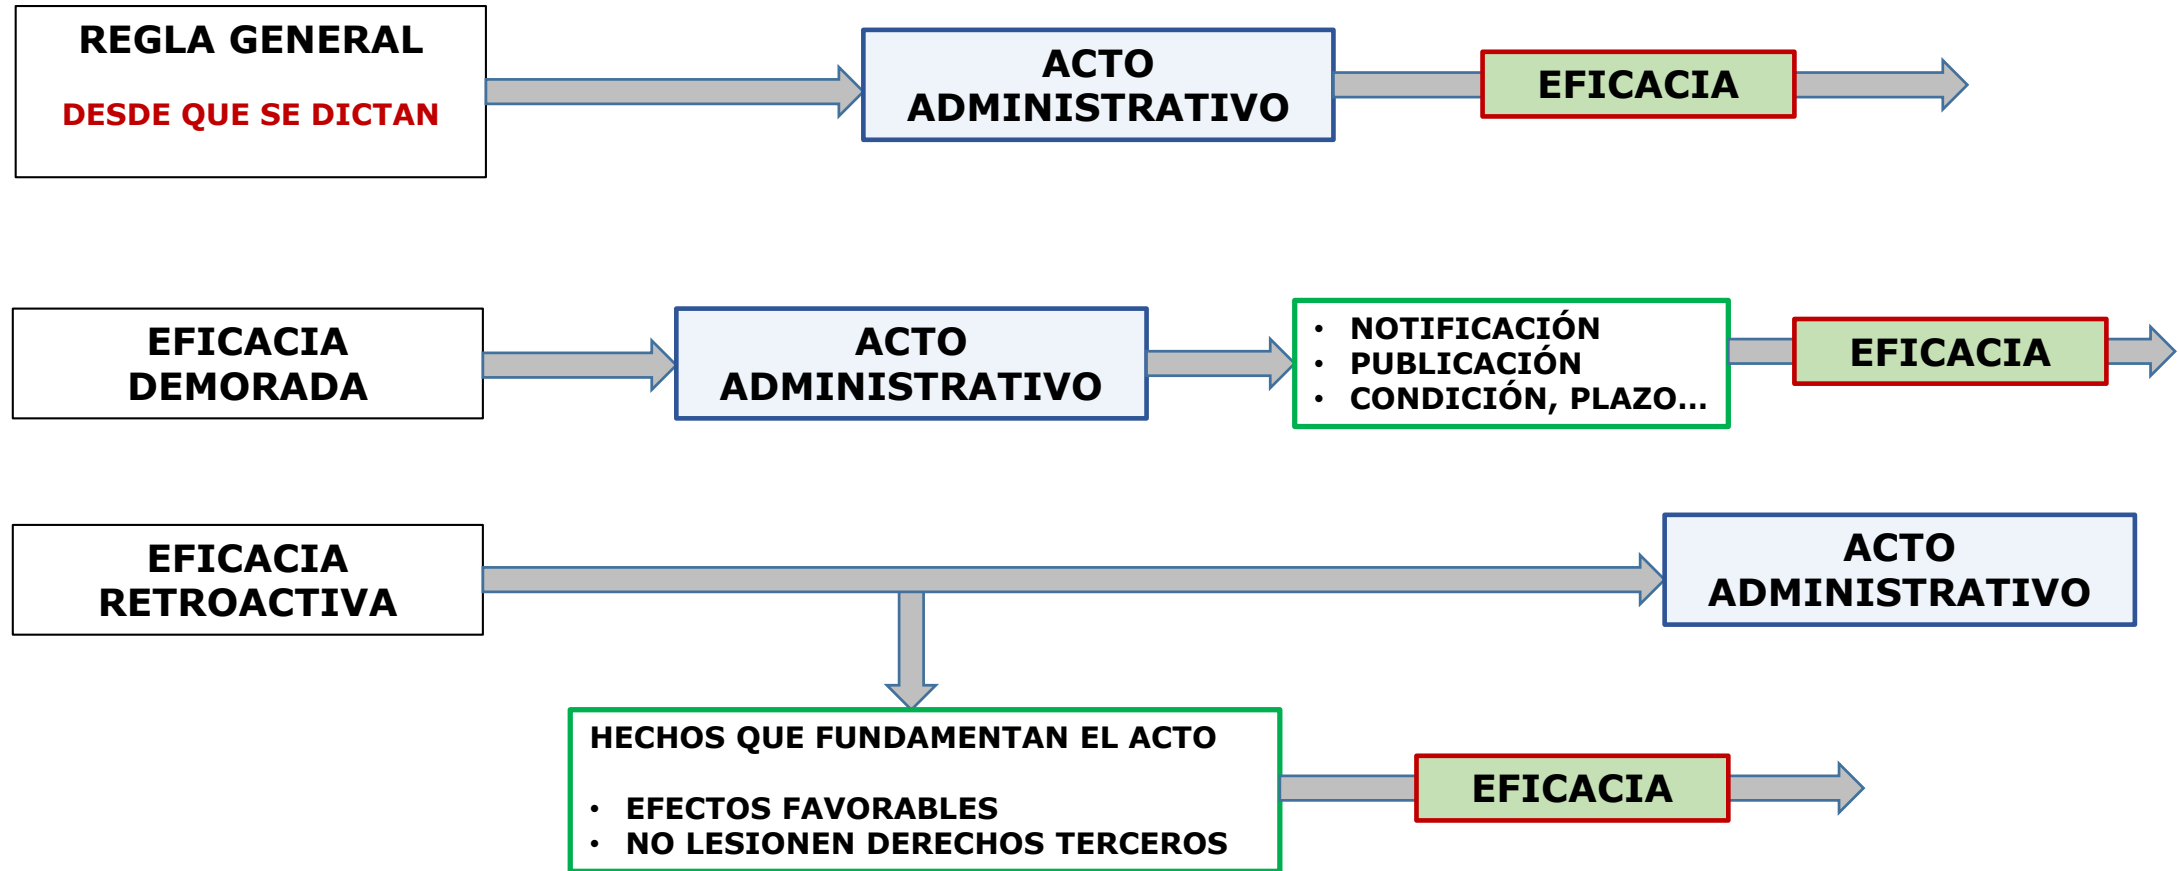 REGLA GENERAL
DESDE QUE SE DICTAN
ACTO
ADMINISTRATIVO
EFICACIA
EFICACIA
DEMORADA
ACTO
ADMINISTRATIVO
• NOTIFICACIÓN
• PUBLICACIÓN
• CONDICIÓN, PLAZO...
EFICACIA
EFICACIA
RETROACTIVA
ACTO
ADMINISTRATIVO
HECHOS QUE FUNDAMENTAN EL ACTO
• EFECTOS FAVORABLES
• NO LESIONEN DERECHOS TERCEROS
EFICACIA